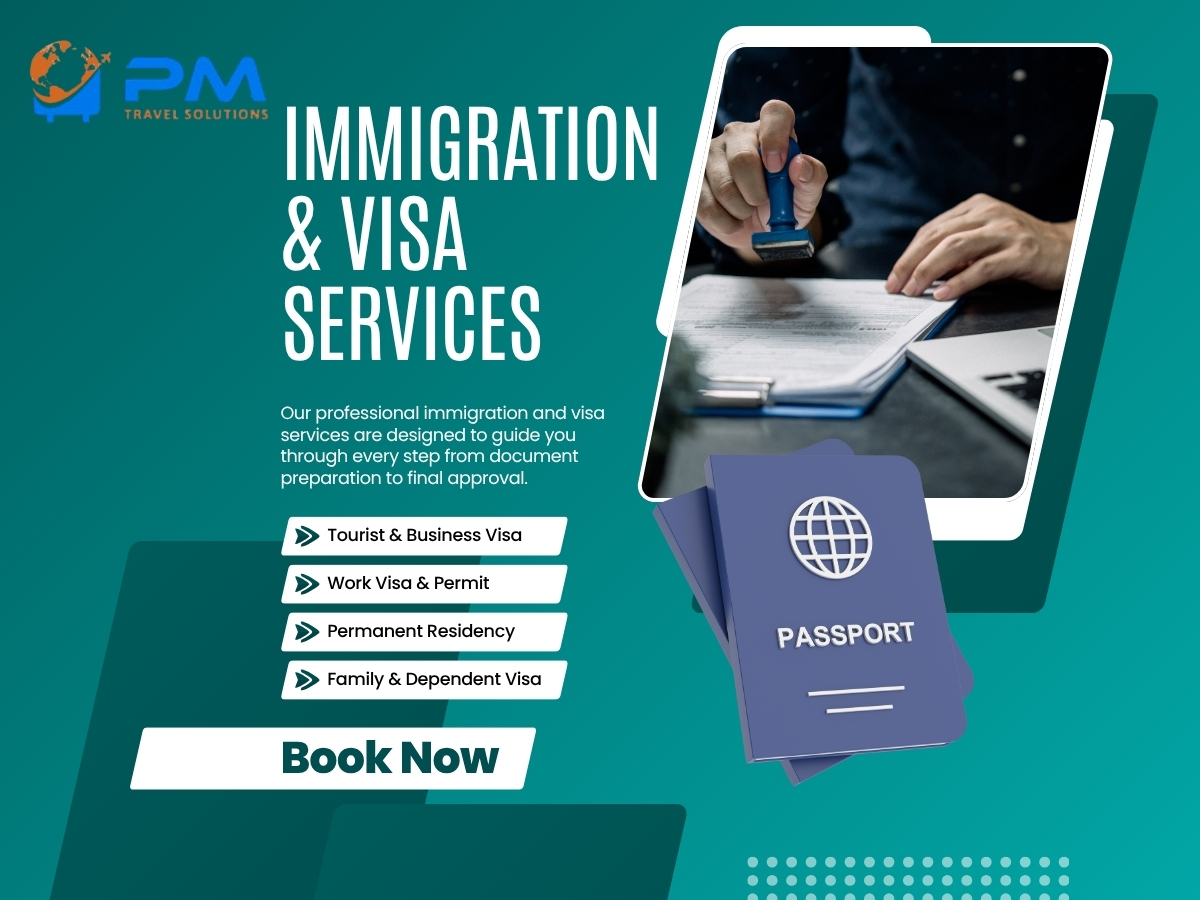 PM
TRAVEL SOLUTIONS
IMMIGRATION
& VISA
SERVICES
Our professional immigration and visa
services are designed to guide you
through every step from document
preparation to final approval.
Tourist & Business Visa
Work Visa & Permit
Permanent Residency
Family & Dependent Visa
Book Now
PASSPORT